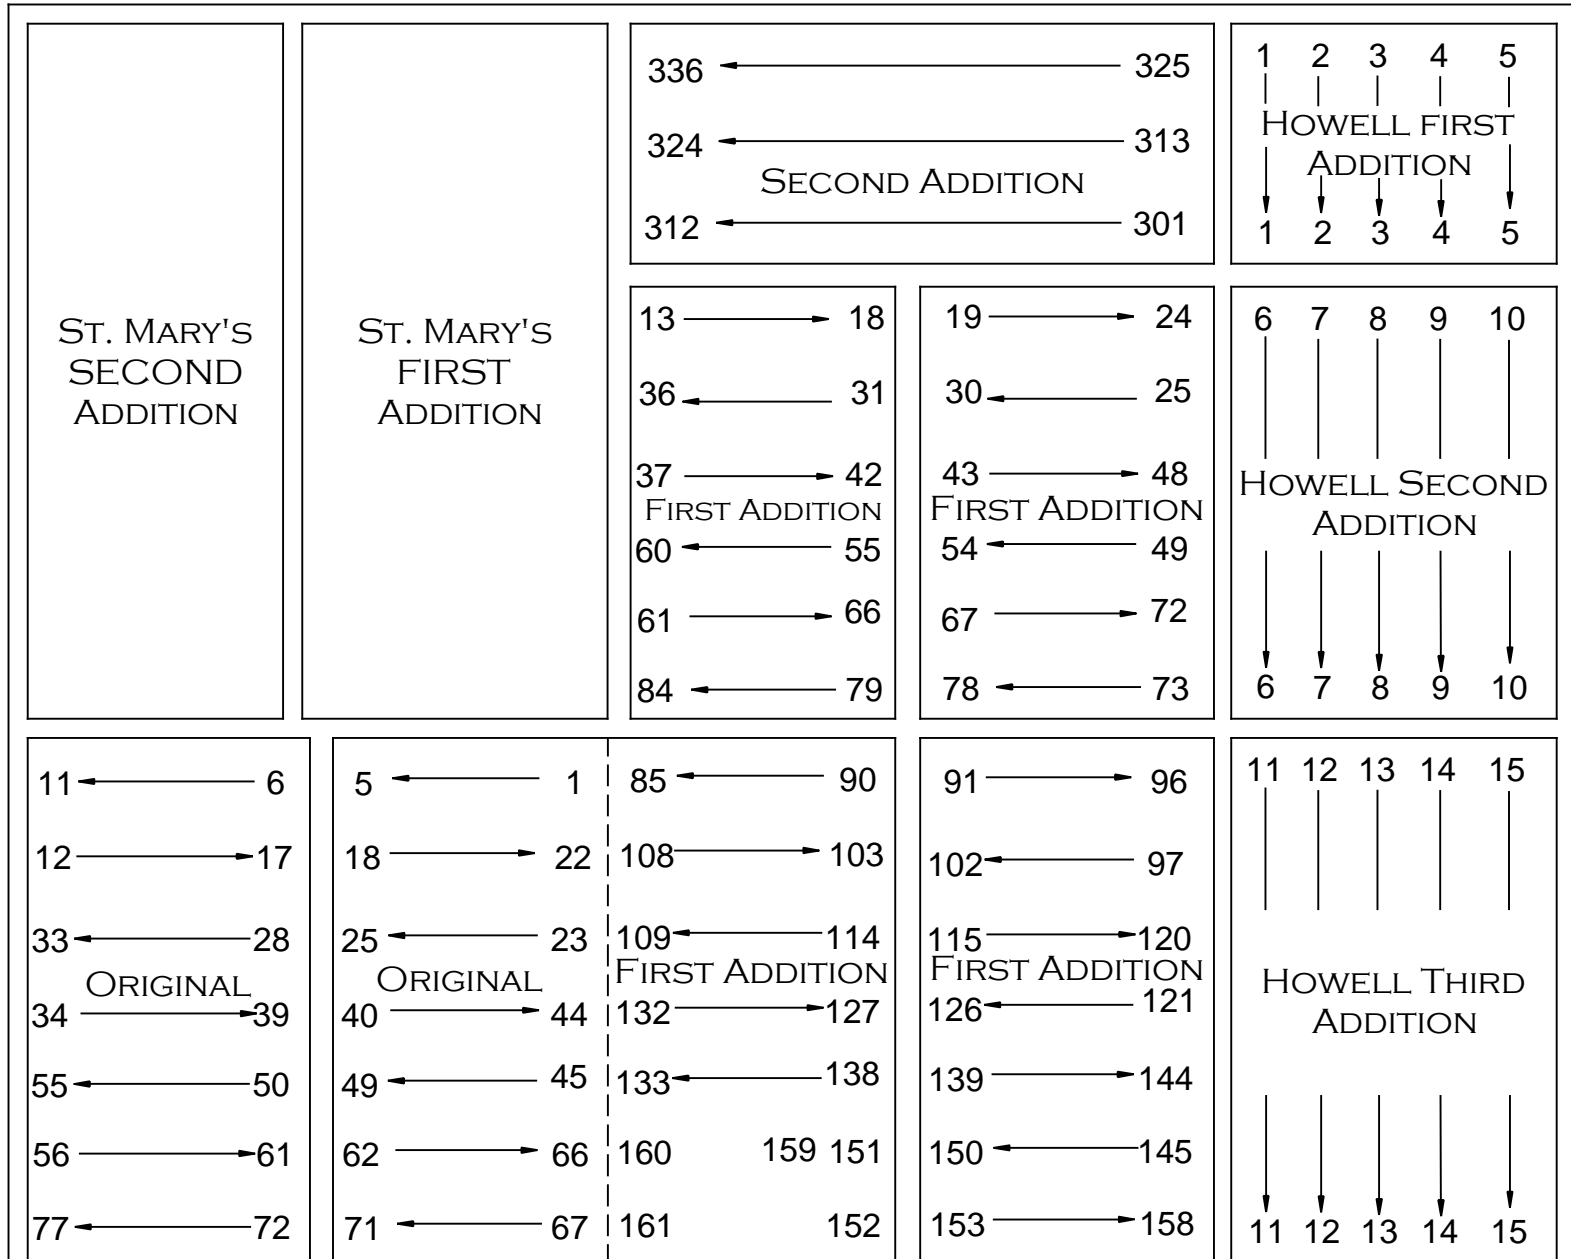 336 325
324 313
SECOND ADDITION
312 301
1 2 3 4 5
HOWELL FIRST
ADDITION
1 2 3 4 5
ST. MARY'S
SECOND
ADDITION
ST. MARY'S
FIRST
ADDITION
13 18
36 31
37 42
FIRST ADDITION
60 55
61 66
84 79
19 24
30 25
43 48
FIRST ADDITION
54 49
67 72
78 73
6 7 8 9 10
HOWELL SECOND
ADDITION
6 7 8 9 10
11 6
12 17
33 28
ORIGINAL
34 39
55 50
56 61
77 72
5 1
18 22
25 23
ORIGINAL
40 44
49 45
62 66
71 67
85 90
108 103
109 114
FIRST ADDITION
132 127
133 138
160 159 151
161 152
91 96
102 97
115 120
FIRST ADDITION
126 121
139 144
150 145
153 158
11 12 13 14 15
HOWELL THIRD
ADDITION
11 12 13 14 15